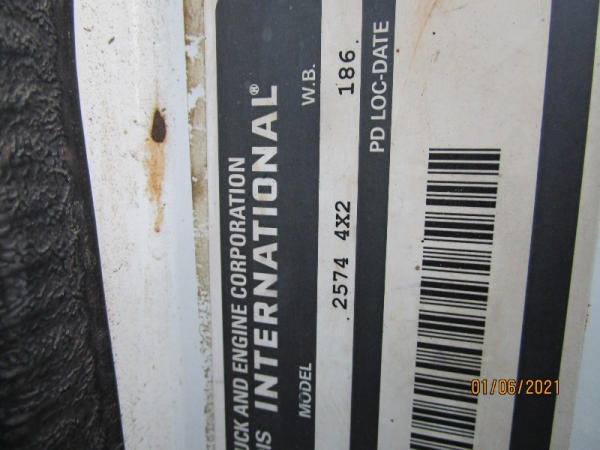 UCK AND ENGINE CORPORATION
IS INTERNATIONAL®
MODEL W.B.
2574 4X2 186.
PD LOC-DATE
01/06/2021